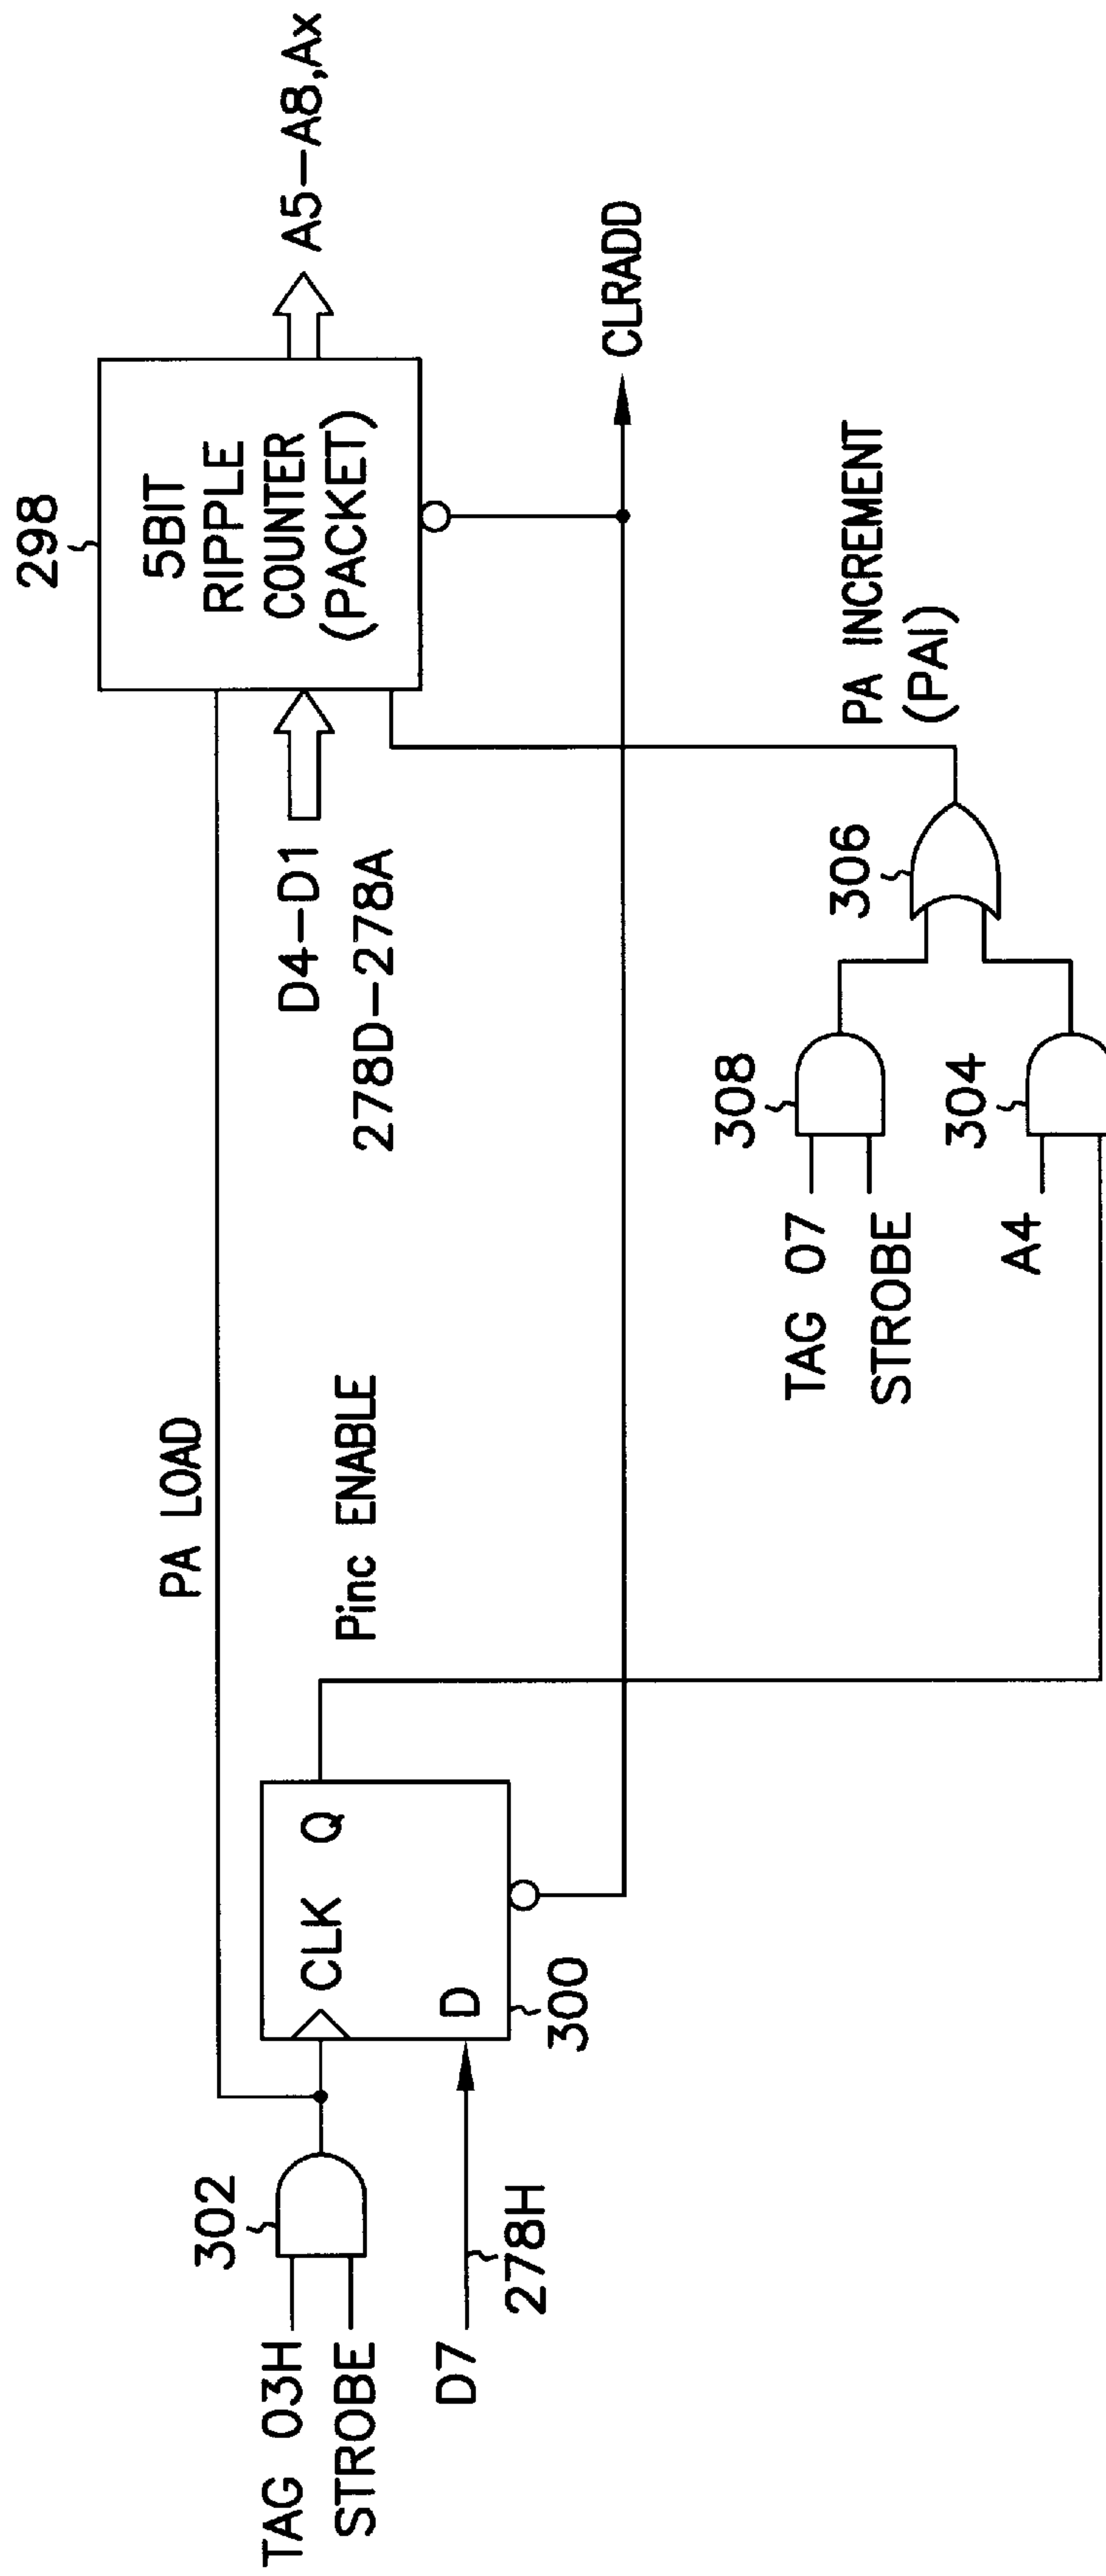 298
5BIT
RIPPLE
COUNTER
(PACKET)
A5-A8,Ax
PA LOAD
D4-D1
278D-278A
Pinc ENABLE
CLK Q
D
300
302
TAG 03H
STROBE
D7
278H
CLRADD
PA INCREMENT
(PAI)
306
308
TAG 07
STROBE
304
A4